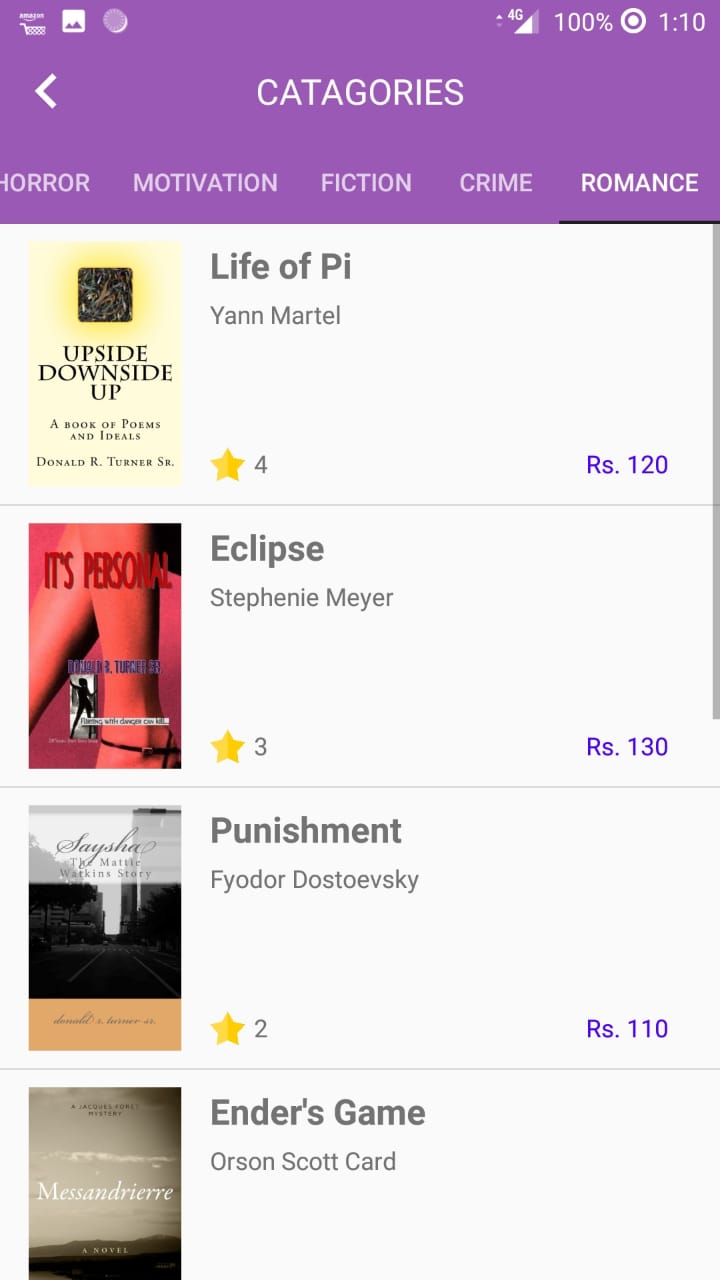 amazon
4G 100% 1:10
CATAGORIES
HORROR MOTIVATION FICTION CRIME ROMANCE
UPSIDE
DOWNSIDE
UP
A BOOK OF POEMS
AND IDEALS
DONALD R. TURNER SR.
Life of Pi
Yann Martel
4 Rs. 120
IT'S PERSONAL
DONALD R. TURNER SR.
FLIRTING WITH DANGER CAN KILL...
Eclipse
Stephenie Meyer
3 Rs. 130
Saysha
The Mattie
Watkins Story
donald r. turner sr.
Punishment
Fyodor Dostoevsky
2 Rs. 110
A JACQUES FORET
MYSTERY
Messandrierre
A NOVEL
Ender's Game
Orson Scott Card